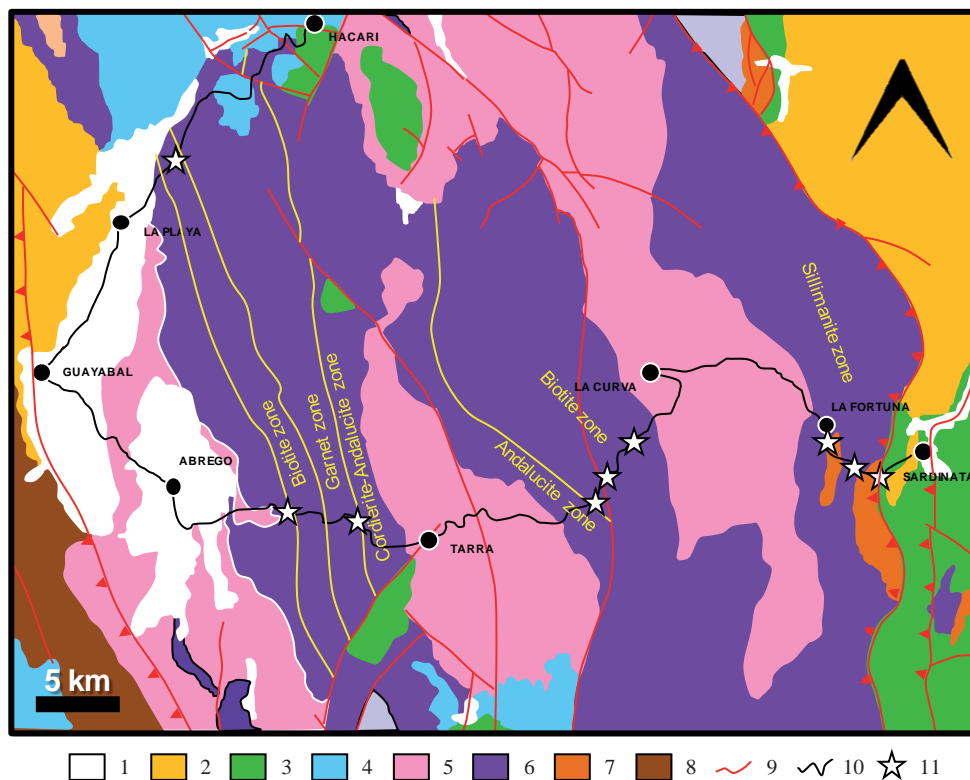 HACARI
LA PLAYA
Sillimanite zone
GUAYABAL
LA CURVA
Biotite zone
LA FORTUNA
Biolite zone
Garnet zone
Cordierite-Andalucite zone
Andalucite zone
ABREGO
SARDINATA
TARRA
5 km
1 2 3 4 5 6 7 8 9 10 11